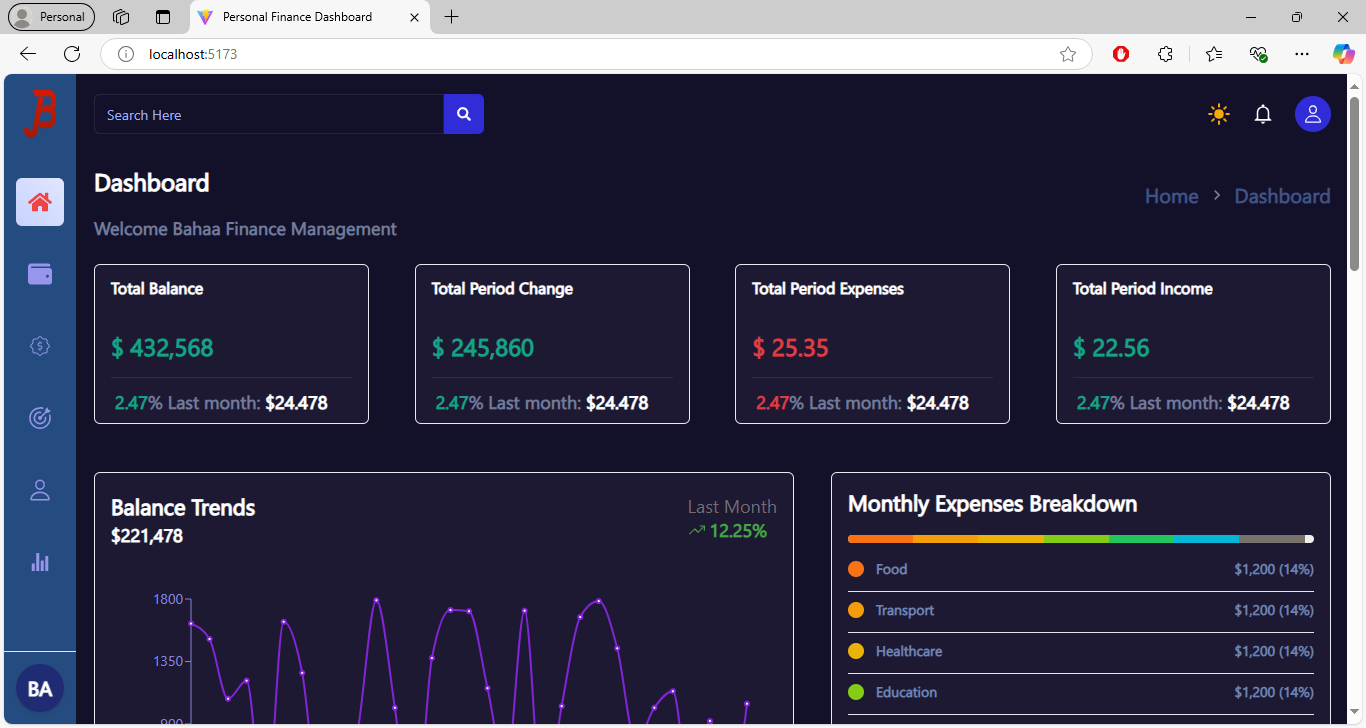 Personal
Personal Finance Dashboard
localhost:5173
B
Search Here
Dashboard
Home > Dashboard
Welcome Bahaa Finance Management
Total Balance
$ 432,568
2.47% Last month: $24.478
Total Period Change
$ 245,860
2.47% Last month: $24.478
Total Period Expenses
$ 25.35
2.47% Last month: $24.478
Total Period Income
$ 22.56
2.47% Last month: $24.478
Balance Trends
$221,478
Last Month
12.25%
1800
1350
900
Monthly Expenses Breakdown
Food $1,200 (14%)
Transport $1,200 (14%)
Healthcare $1,200 (14%)
Education $1,200 (14%)
BA